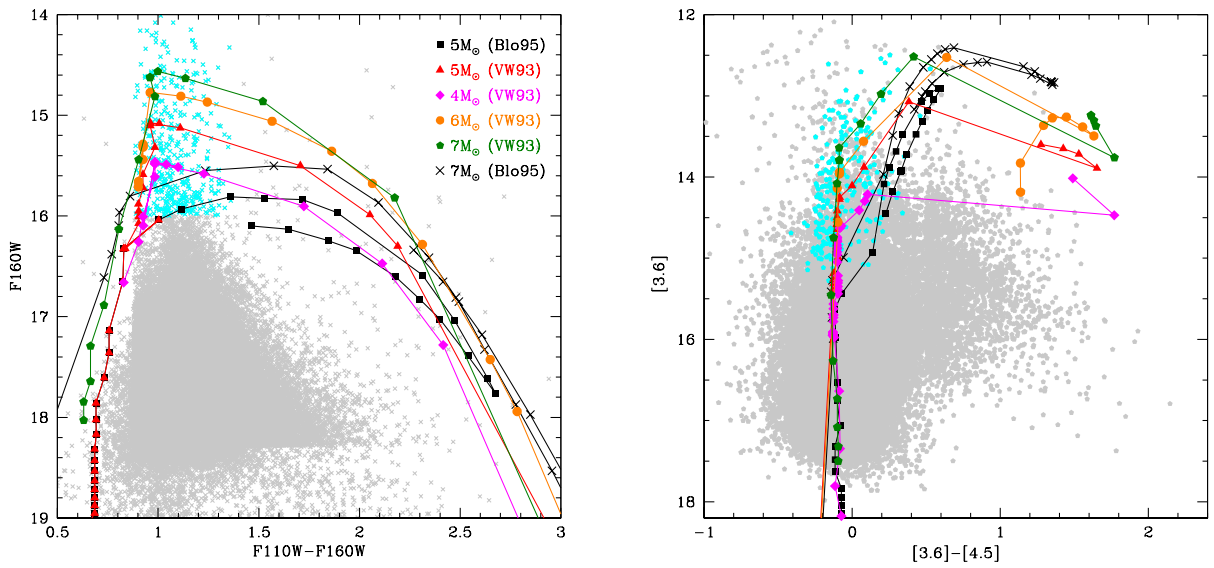 14
15
16
17
18
19
F160W
0.5
1
1.5
2
2.5
3
F110W−F160W
5M⊙ (Blo95)
5M⊙ (VW93)
4M⊙ (VW93)
6M⊙ (VW93)
7M⊙ (VW93)
7M⊙ (Blo95)
12
14
16
18
[3.6]
−1
0
1
2
[3.6]−[4.5]